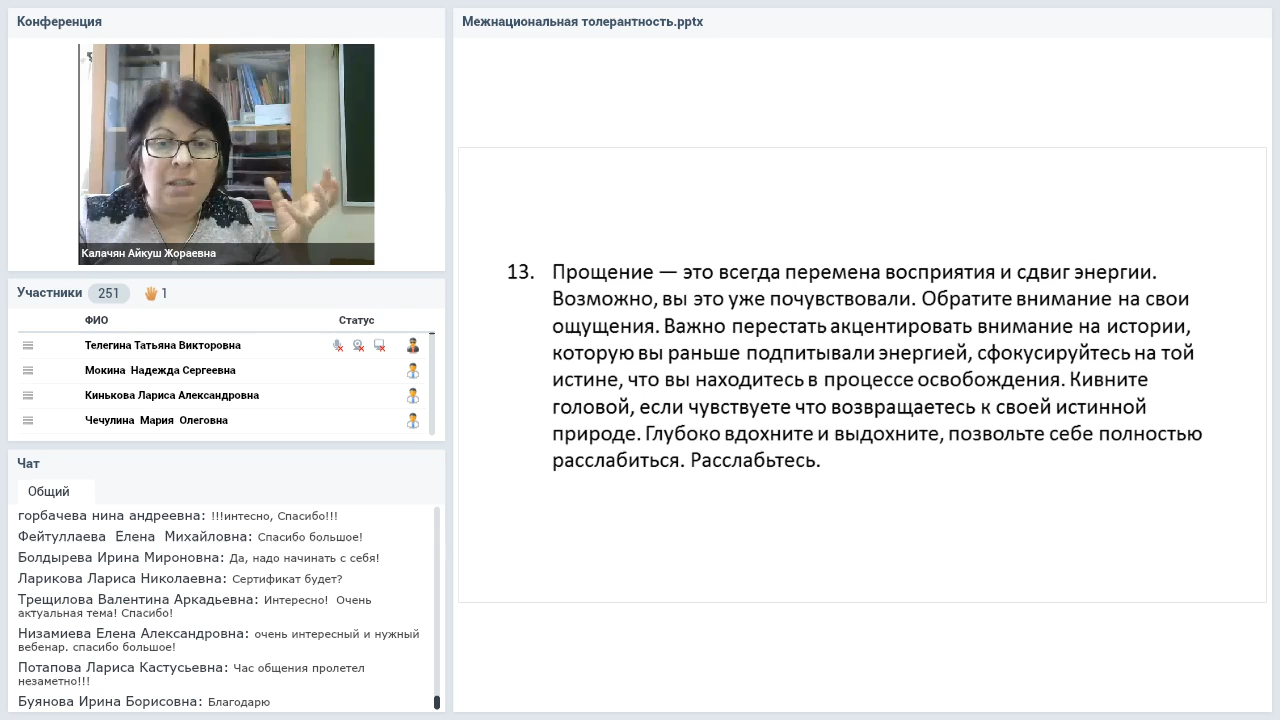 Конференция
Калачян Айкуш Жораевна
Участники 251 1
ФИО Статус
Телегина Татьяна Викторовна
Мокина Надежда Сергеевна
Кинькова Лариса Александровна
Чечулина Мария Олеговна
Чат
Общий
горбачева нина андреевна: !!!интесно, Спасибо!!!
Фейтуллаева Елена Михайловна: Спасибо большое!
Болдырева Ирина Мироновна: Да, надо начинать с себя!
Ларикова Лариса Николаевна: Сертификат будет?
Трещилова Валентина Аркадьевна: Интересно! Очень
актуальная тема! Спасибо!
Низамиева Елена Александровна: очень интересный и нужный
вебенар. спасибо большое!
Потапова Лариса Кастусьевна: Час общения пролетел
незаметно!!!
Буянова Ирина Борисовна: Благодарю
Межнациональная толерантность.pptx
13. Прощение — это всегда перемена восприятия и сдвиг энергии.
Возможно, вы это уже почувствовали. Обратите внимание на свои
ощущения. Важно перестать акцентировать внимание на истории,
которую вы раньше подпитывали энергией, сфокусируйтесь на той
истине, что вы находитесь в процессе освобождения. Кивните
головой, если чувствуете что возвращаетесь к своей истинной
природе. Глубоко вдохните и выдохните, позвольте себе полностью
расслабиться. Расслабьтесь.